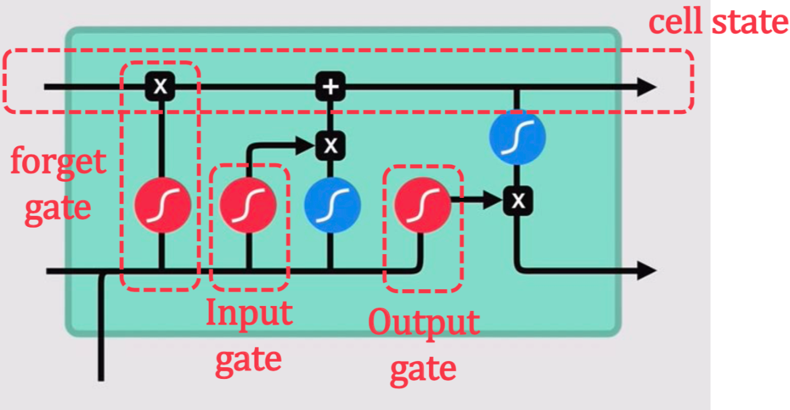 cell state
X
+
forget
gate
X
X
Input
gate
Output
gate